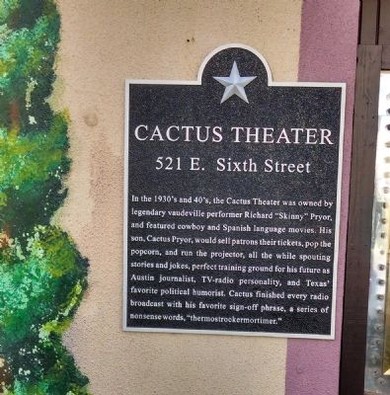 CACTUS THEATER
521 E. Sixth Street
In the 1930's and 40's, the Cactus Theater was owned by
legendary vaudeville performer Richard "Skinny" Pryor,
and featured cowboy and Spanish language movies. His
son, Cactus Pryor, would sell patrons their tickets, pop the
popcorn, and run the projector, all the while spouting
stories and jokes, perfect training ground for his future as
Austin journalist, TV-radio personality, and Texas'
favorite political humorist. Cactus finished every radio
broadcast with his favorite sign-off phrase, a series of
nonsense words, "thermostrockermortimer."